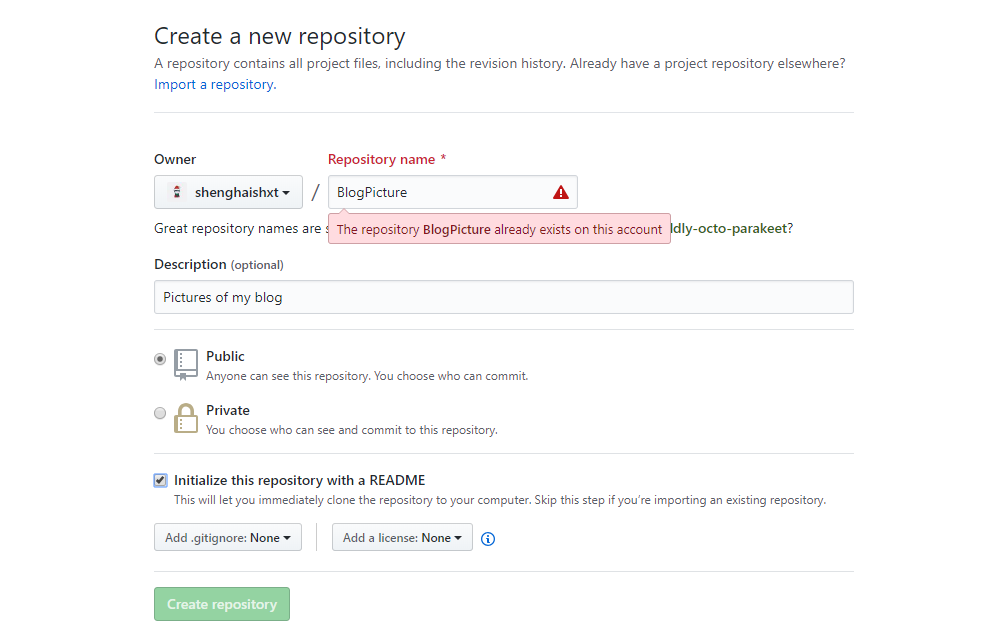 Create a new repository
A repository contains all project files, including the revision history. Already have a project repository elsewhere?
Import a repository.
Owner
Repository name *
shenghaishxt / BlogPicture
Great repository names are
The repository BlogPicture already exists on this account
dly-octo-parakeet?
Description (optional)
Pictures of my blog
Public
Anyone can see this repository. You choose who can commit.
Private
You choose who can see and commit to this repository.
Initialize this repository with a README
This will let you immediately clone the repository to your computer. Skip this step if you’re importing an existing repository.
Add .gitignore: None
Add a license: None
Create repository